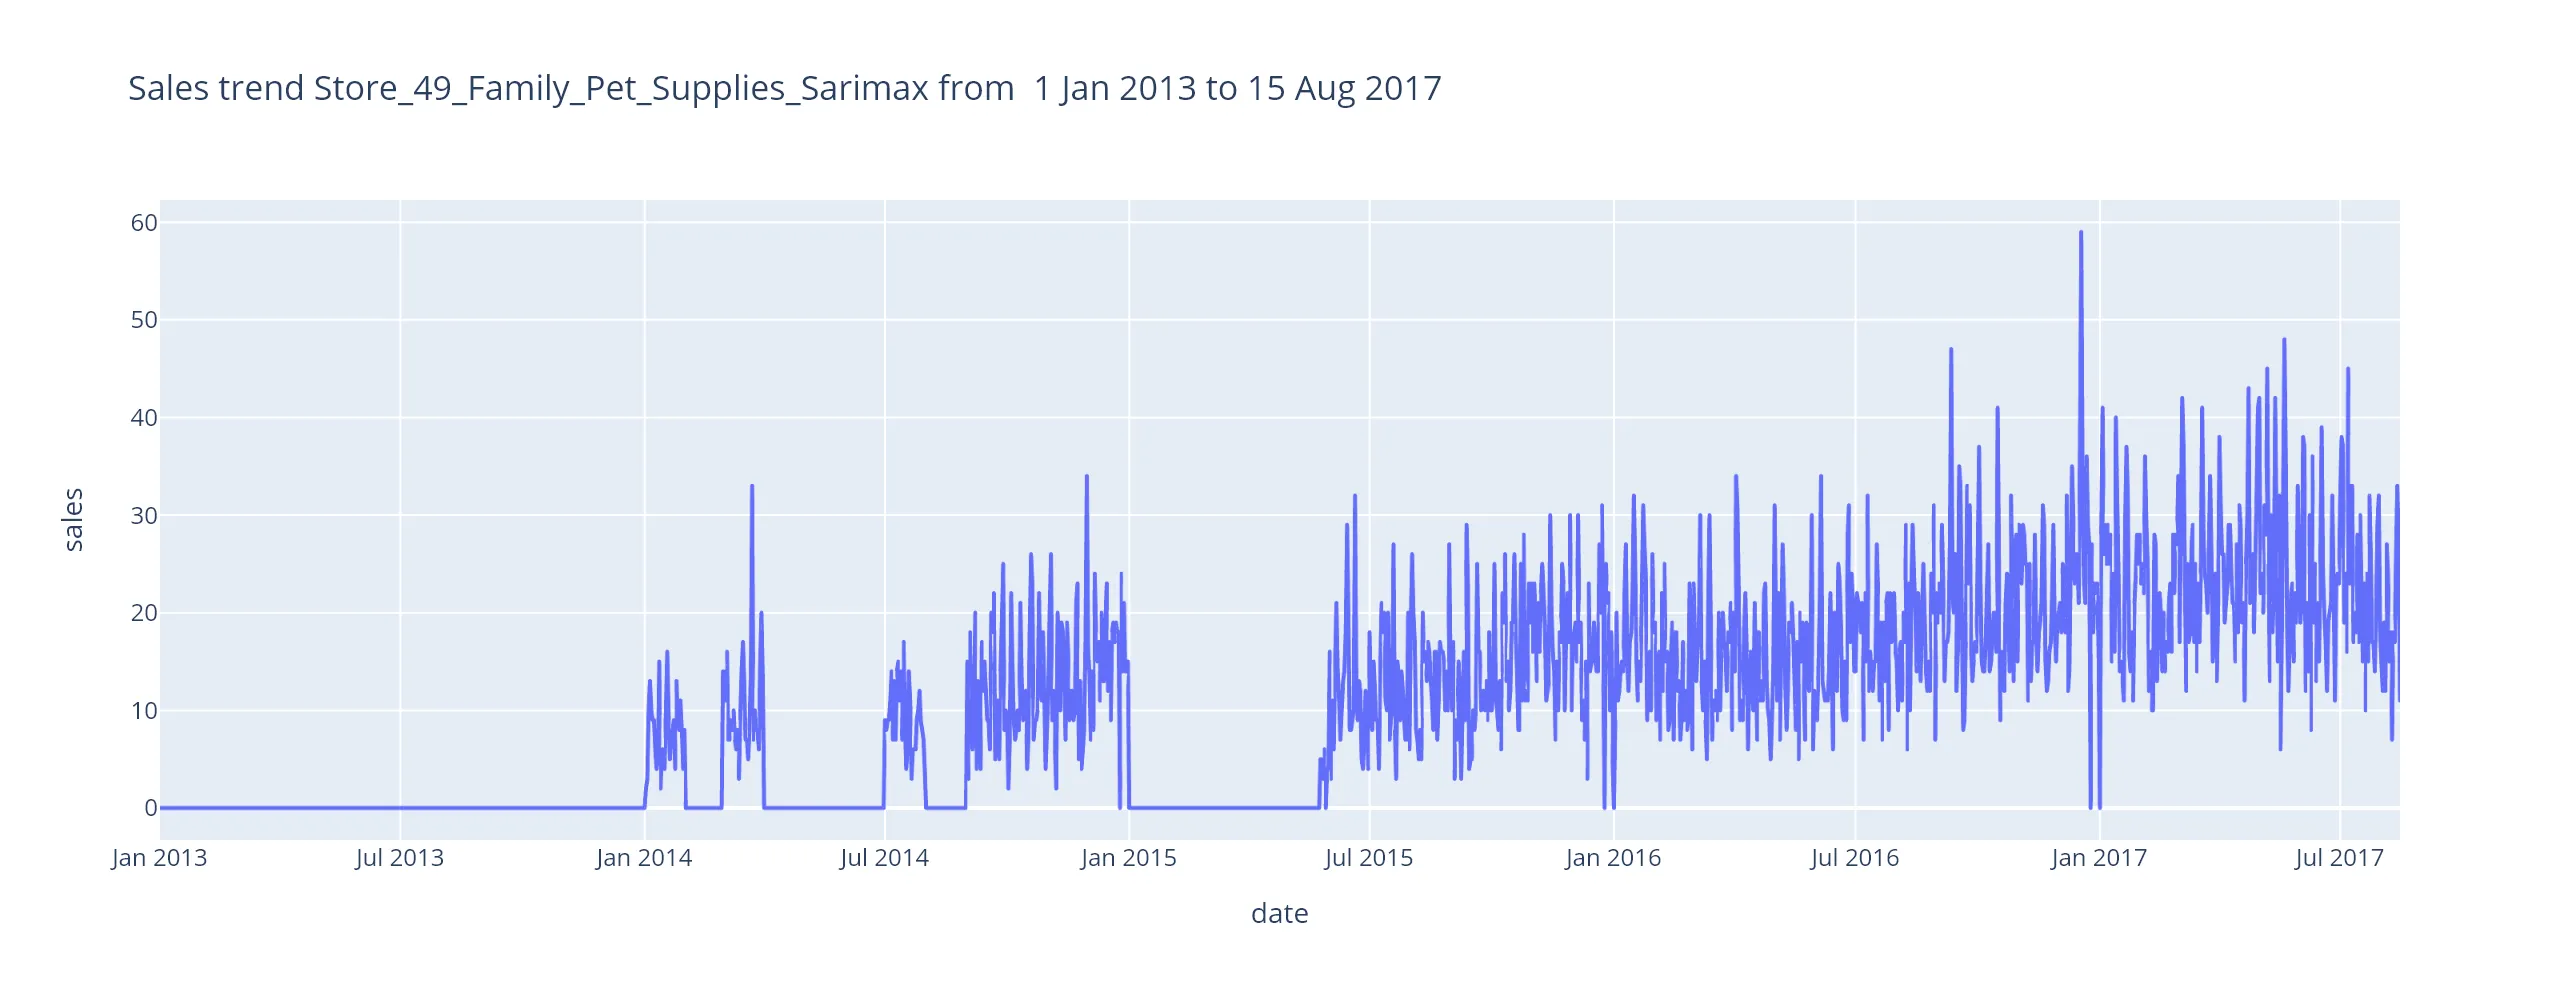 Sales trend Store_49_Family_Pet_Supplies_Sarimax from  1 Jan 2013 to 15 Aug 2017
60
50
40
30
20
10
0
sales
Jan 2013 Jul 2013 Jan 2014 Jul 2014 Jan 2015 Jul 2015 Jan 2016 Jul 2016 Jan 2017 Jul 2017
date